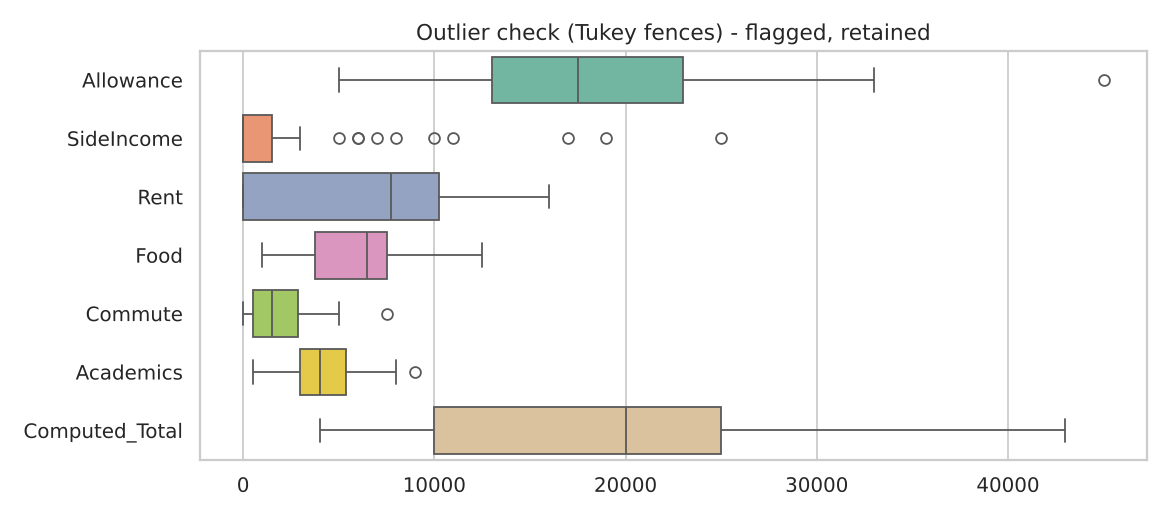 Outlier check (Tukey fences) - flagged, retained
Allowance
SideIncome
Rent
Food
Commute
Academics
Computed_Total
0 10000 20000 30000 40000